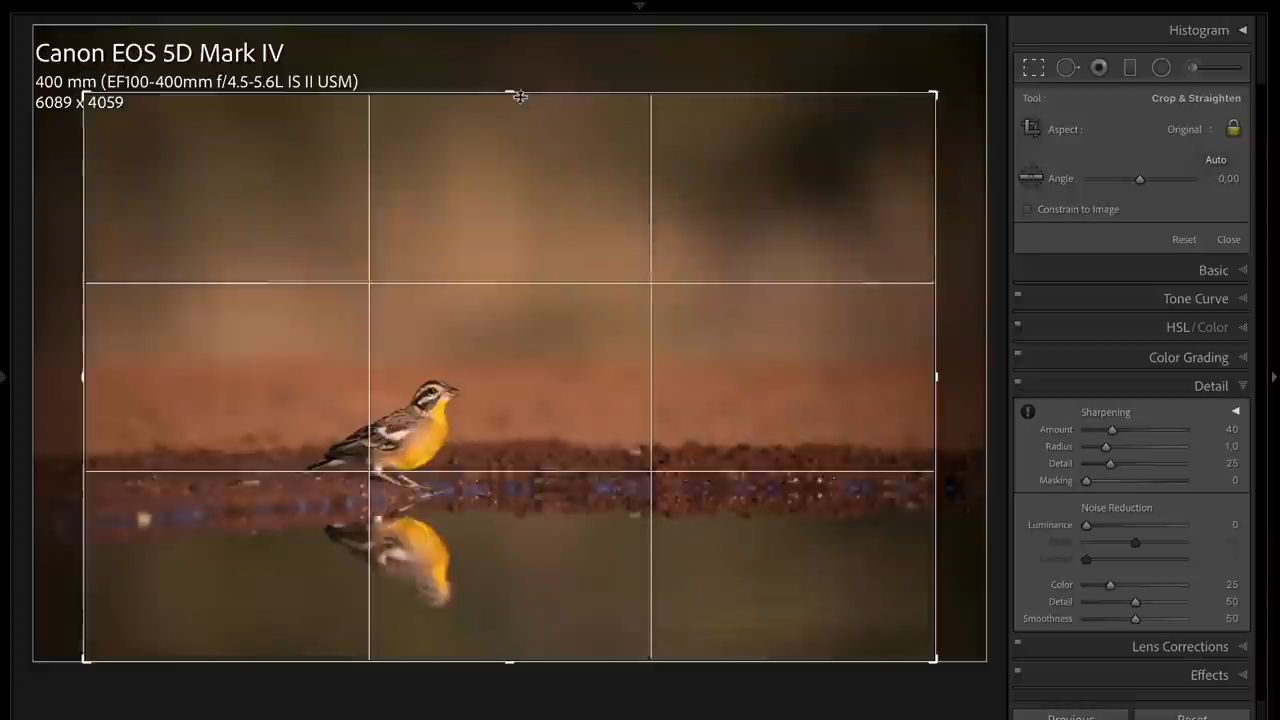 Canon EOS 5D Mark IV
400 mm (EF100-400mm f/4.5-5.6L IS II USM)
6089 x 4059
Histogram
Tool : Crop & Straighten
Aspect : Original :
Auto
Angle 0,00
Constrain to Image
Reset Close
Basic
Tone Curve
HSL / Color
Color Grading
Detail
Sharpening
Amount 40
Radius 1,0
Detail 25
Masking 0
Noise Reduction
Luminance 0
Color 25
Detail 50
Smoothness 50
Lens Corrections
Effects
Previous Reset